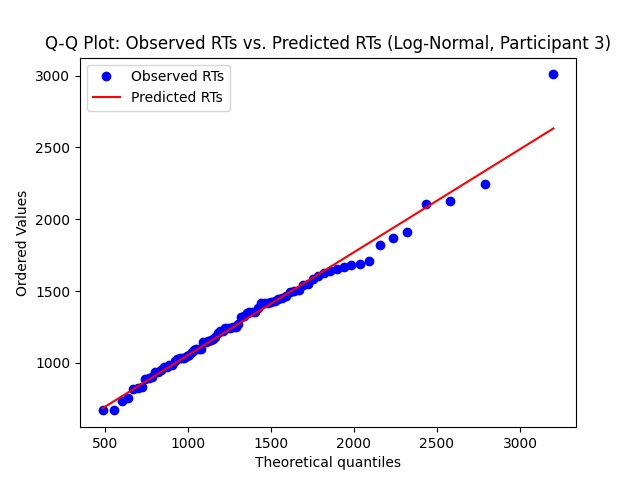 Q-Q Plot: Observed RTs vs. Predicted RTs (Log-Normal, Participant 3)
Observed RTs
Predicted RTs
3000
2500
2000
1500
1000
Ordered Values
500 1000 1500 2000 2500 3000
Theoretical quantiles